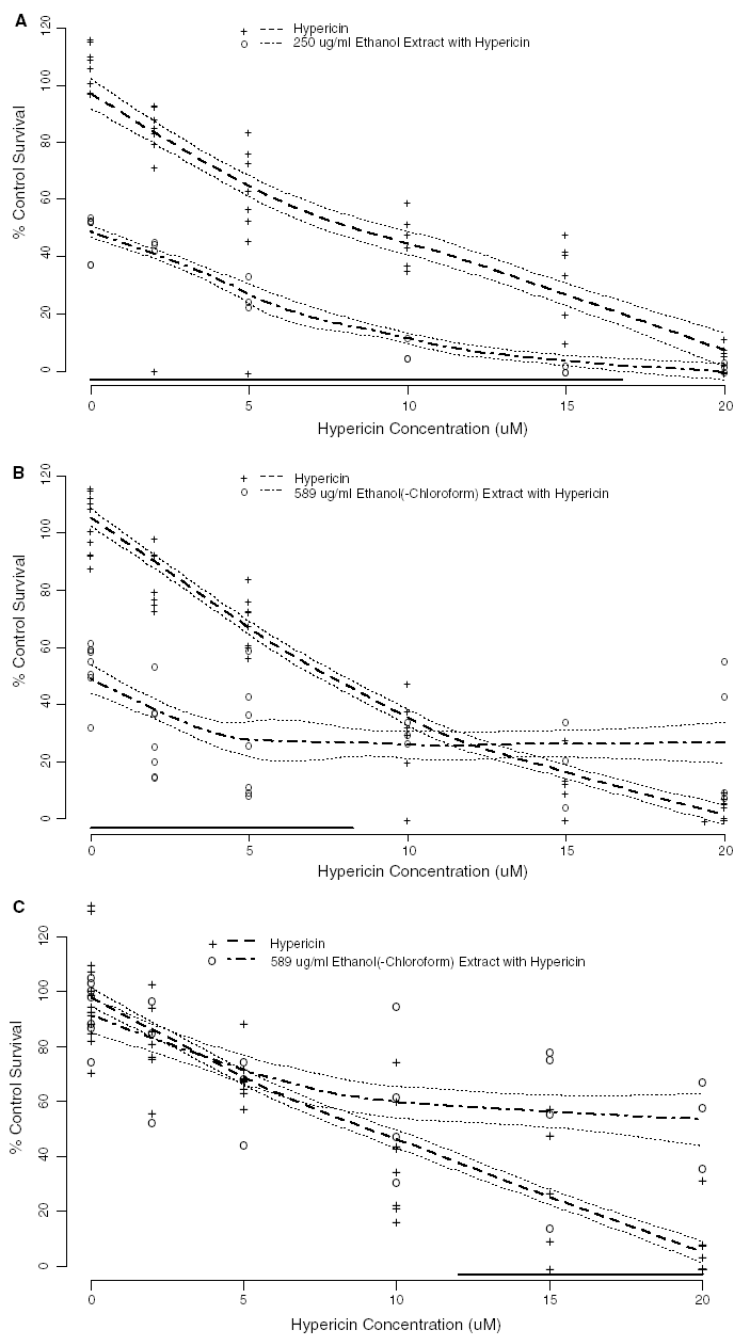 A
+ Hypericin
o 250 ug/ml Ethanol Extract with Hypericin
% Control Survival
0 20 40 60 80 100 120
0 5 10 15 20
Hypericin Concentration (uM)
B
+ Hypericin
o 589 ug/ml Ethanol(-Chloroform) Extract with Hypericin
% Control Survival
0 20 40 60 80 100 120
0 5 10 15 20
Hypericin Concentration (uM)
C
+ Hypericin
o 589 ug/ml Ethanol(-Chloroform) Extract with Hypericin
% Control Survival
0 20 40 60 80 100 120
0 5 10 15 20
Hypericin Concentration (uM)